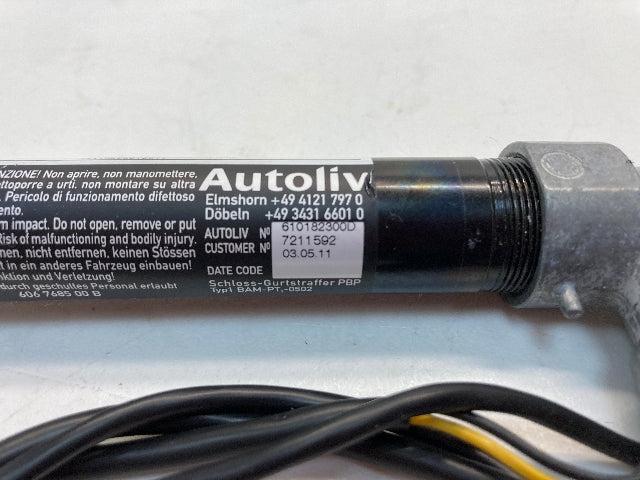 NZIONE! Non aprire, non manomettere,
ttoporre a urti. non montare su altra
. Pericolo di funzionamento difettoso
ento.
m impact. Do not open, remove or put
Risk of malfunctioning and bodily injury.
nen, nicht entfernen, keinen Stössen
t in ein anderes Fahrzeug einbauen!
nktion und Verletzung!
durch geschultes Personal erlaubt
606 7685 00 B
Autoliv
Elmshorn +49 4121 797 0
Döbeln +49 3431 6601 0
AUTOLIV Nº 610182300D
CUSTOMER Nº 7211592
03.05.11
DATE CODE
Schloss-Gurtstraffer PBP
Typ1 BAM-PT,-0502